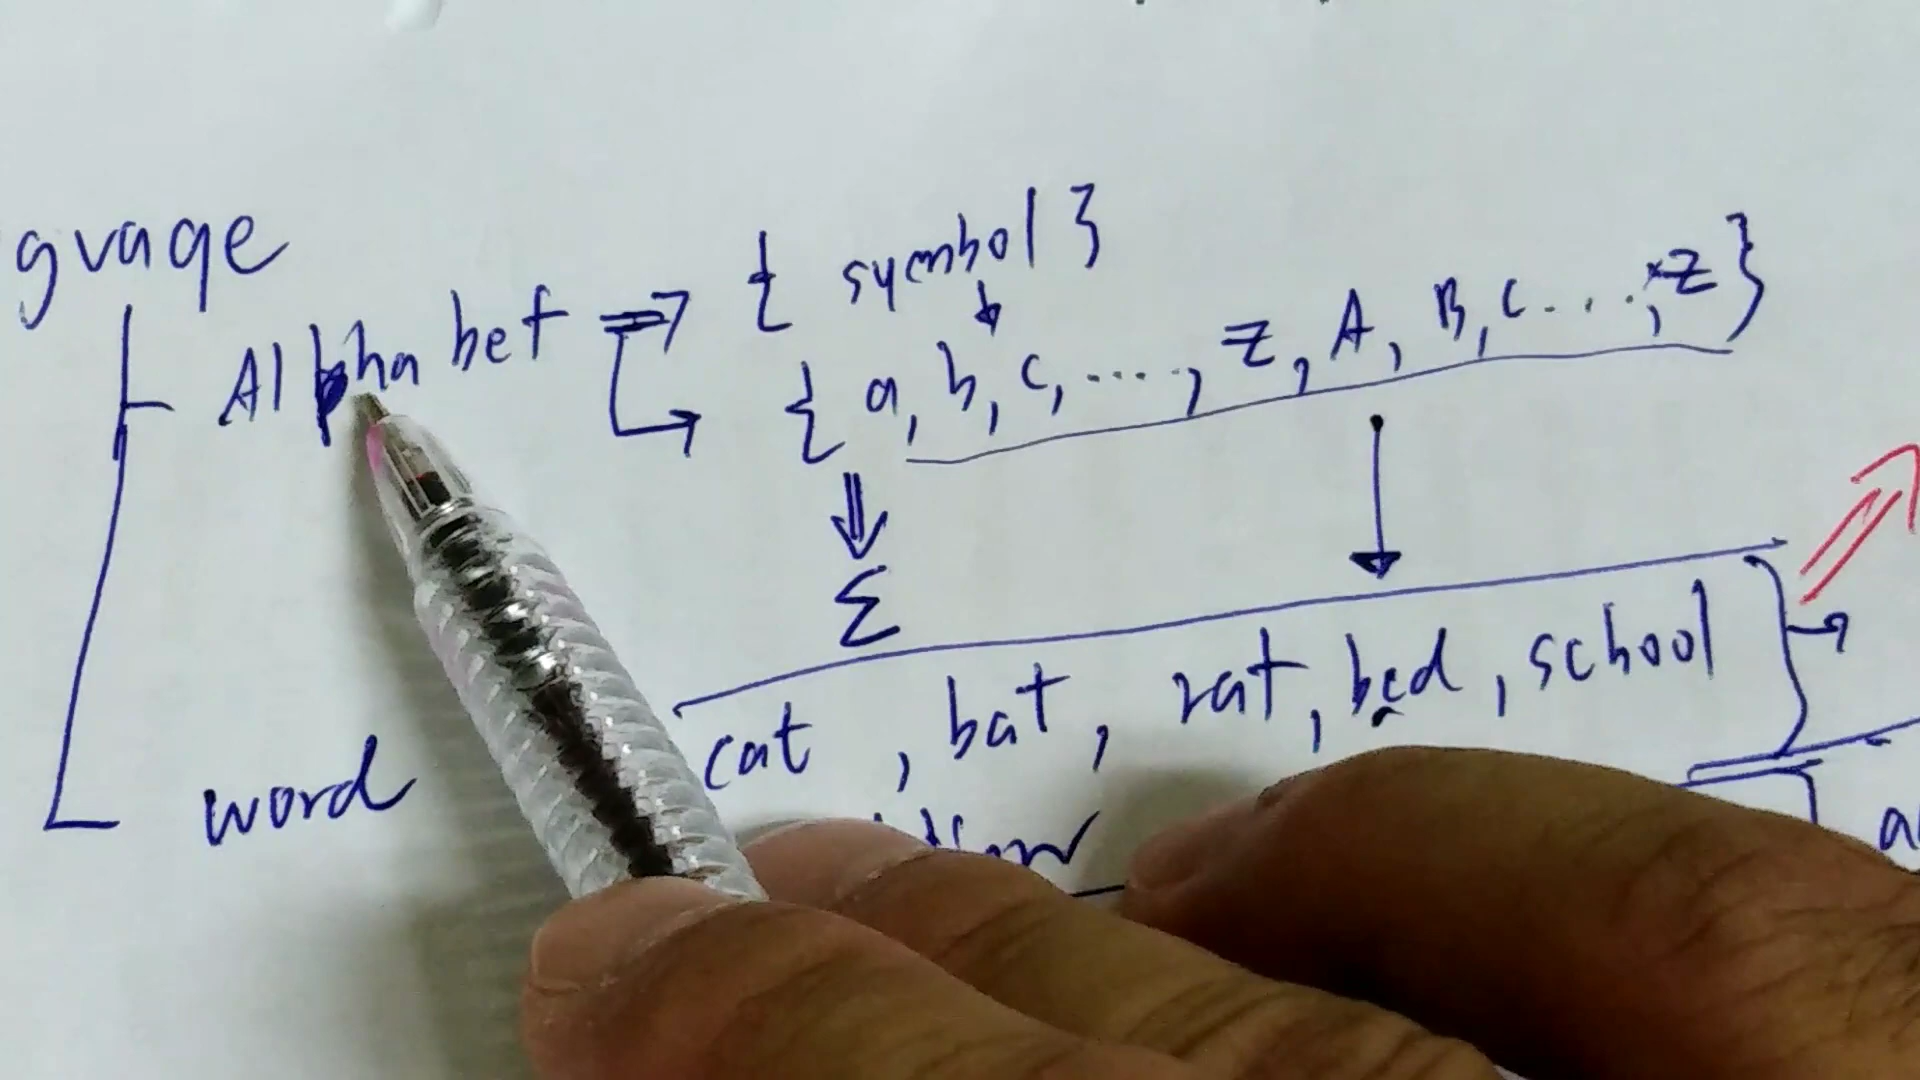 guage
Alphabet ⇒ { symbol }
{ a, b, c, ...., z, A, B, C...., Z }
⇓
Σ
word cat , bat , rat , bed , school